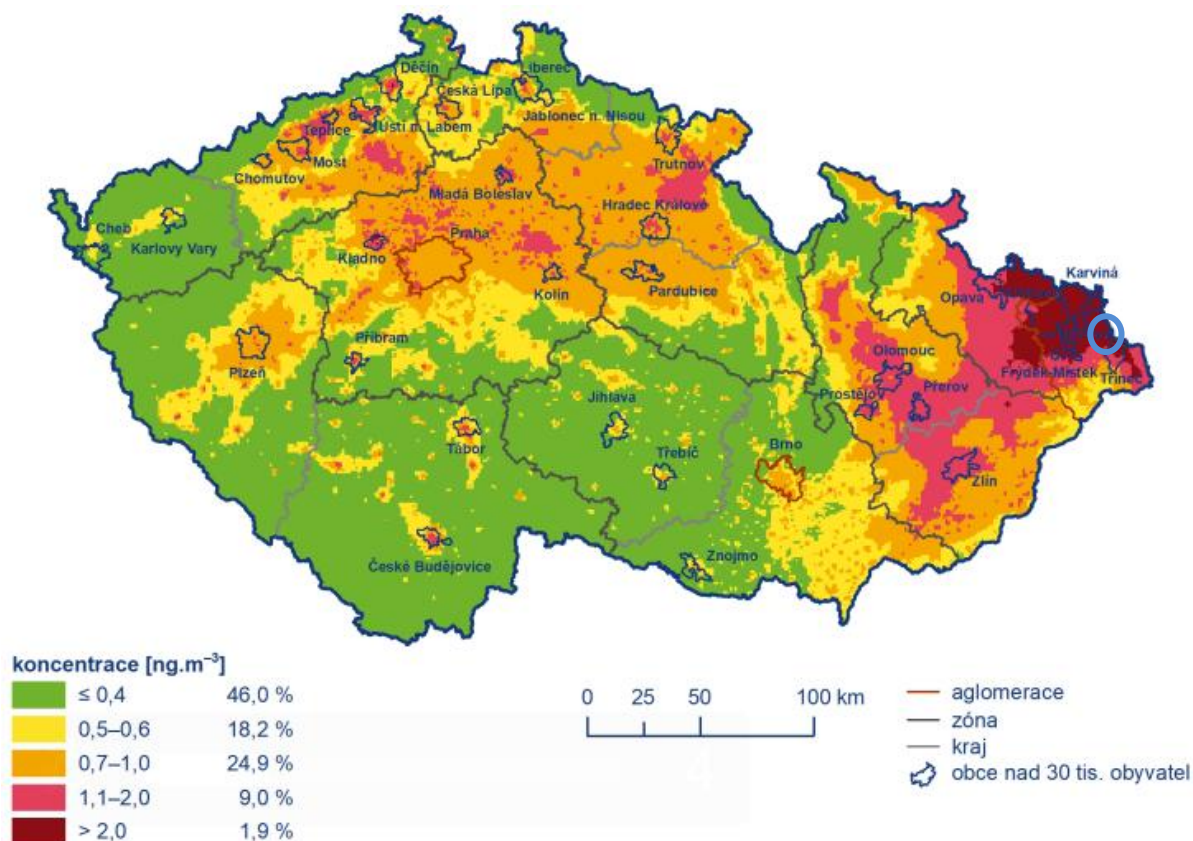 Děčín
Liberec
Česká Lípa
Jablonec n. Nisou
Ústí n. Labem
Teplice
Most
Chomutov
Trutnov
Mladá Boleslav
Hradec Králové
Cheb
Karlovy Vary
Praha
Kladno
Kolín
Pardubice
Karviná
Opava
Příbram
Plzeň
Olomouc
Frýdek-Místek
Třinec
Jihlava
Prostějov
Přerov
Tábor
Třebíč
Brno
Zlín
České Budějovice
Znojmo
koncentrace [ng.m⁻³]
≤ 0,4 46,0 %
0,5–0,6 18,2 %
0,7–1,0 24,9 %
1,1–2,0 9,0 %
> 2,0 1,9 %
0 25 50 100 km
aglomerace
zóna
kraj
obce nad 30 tis. obyvatel